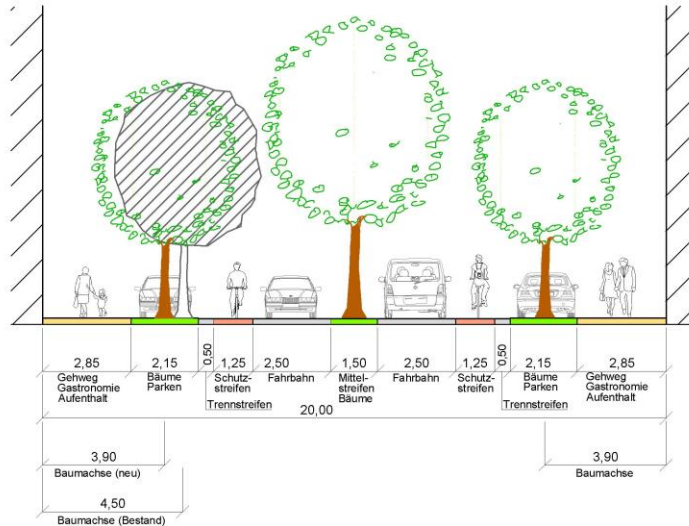 2,85
2,15
0,50
1,25
2,50
1,50
2,50
1,25
0,50
2,15
2,85
Gehweg
Gastronomie
Aufenthalt
Bäume
Parken
Schutz-
streifen
Trennstreifen
Fahrbahn
Mittel-
streifen
Bäume
Fahrbahn
Schutz-
streifen
Trennstreifen
Bäume
Parken
Gehweg
Gastronomie
Aufenthalt
20,00
3,90
Baumachse (neu)
3,90
Baumachse
4,50
Baumachse (Bestand)